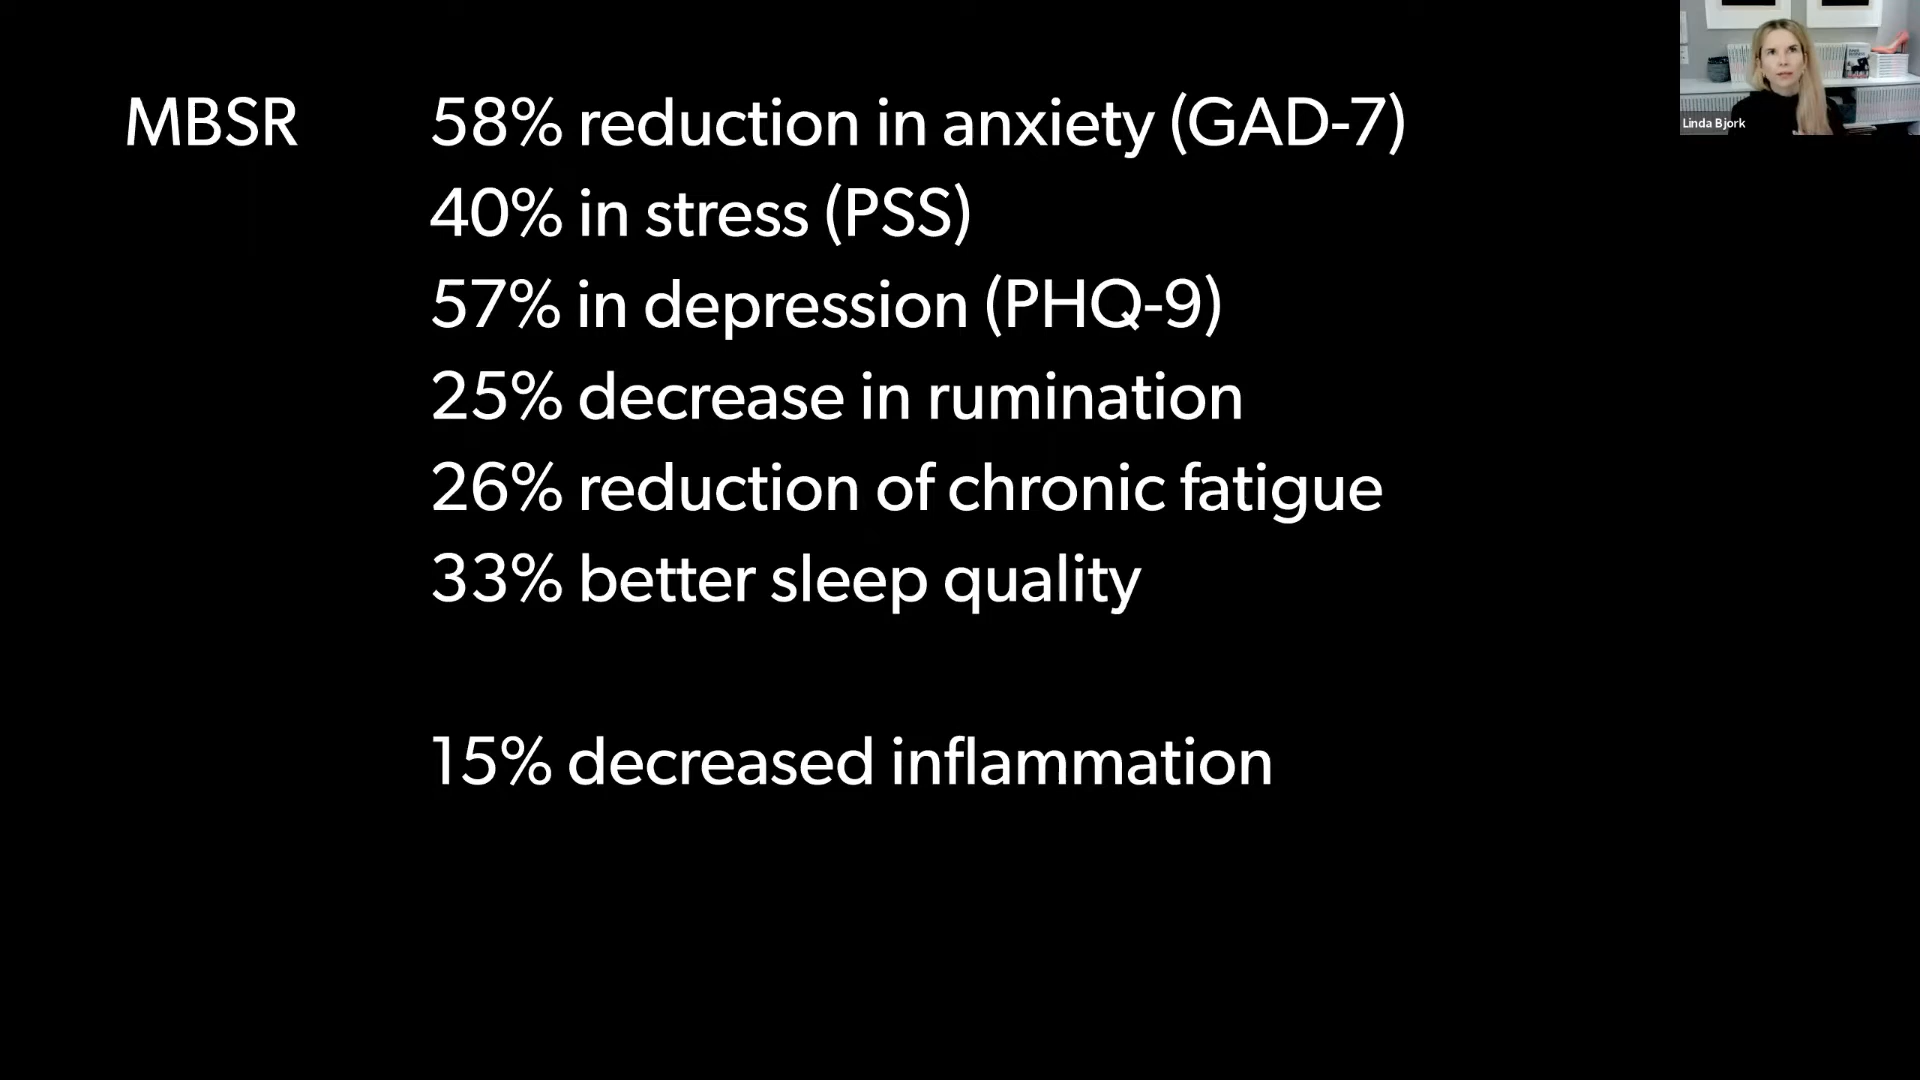 MBSR 58% reduction in anxiety (GAD-7)
40% in stress (PSS)
57% in depression (PHQ-9)
25% decrease in rumination
26% reduction of chronic fatigue
33% better sleep quality
15% decreased inflammation
Linda Bjork